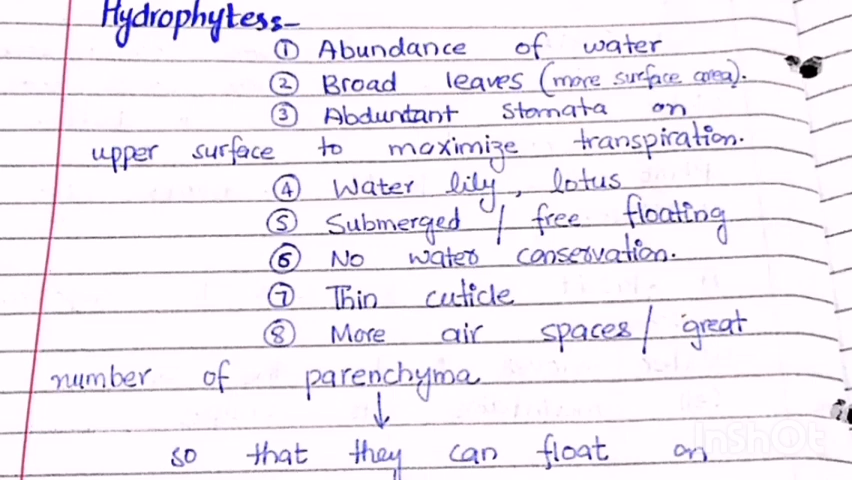 Hydrophytess-
① Abundance of water
② Broad leaves (more surface area).
③ Abduntant stomata on
upper surface to maximize transpiration.
④ Water lily, lotus
⑤ Submerged / free floating
⑥ No water conservation.
⑦ Thin cuticle
⑧ More air spaces/ great
number of parenchyma
↓
so that they can float on
InShOt